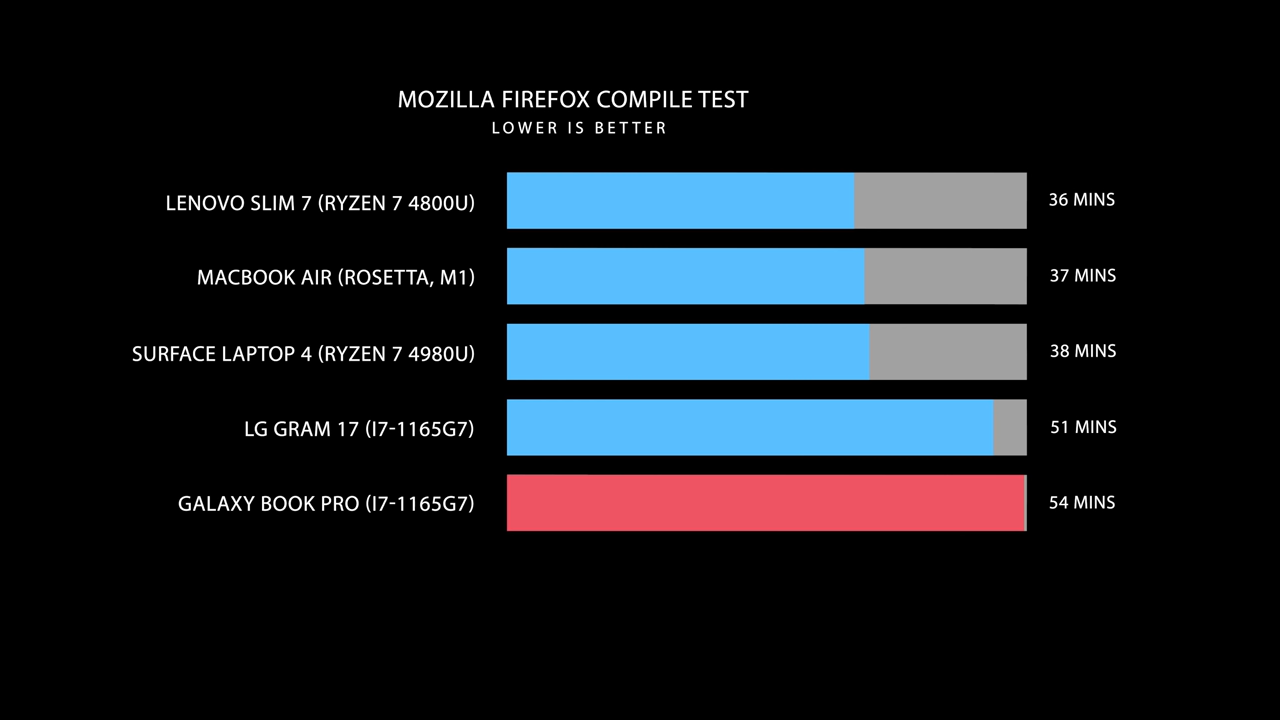 MOZILLA FIREFOX COMPILE TEST
LOWER IS BETTER
LENOVO SLIM 7 (RYZEN 7 4800U) 36 MINS
MACBOOK AIR (ROSETTA, M1) 37 MINS
SURFACE LAPTOP 4 (RYZEN 7 4980U) 38 MINS
LG GRAM 17 (I7-1165G7) 51 MINS
GALAXY BOOK PRO (I7-1165G7) 54 MINS